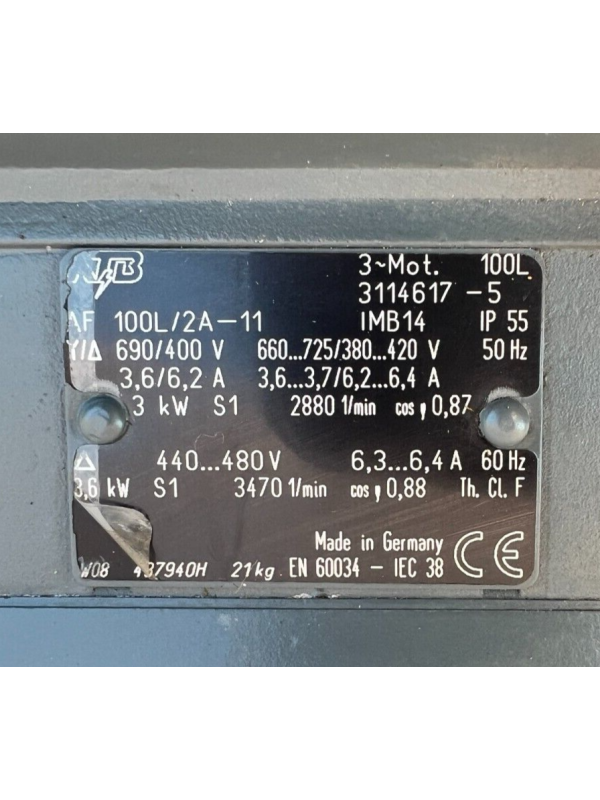 3~Mot. 100L
3114617 -5
AF 100L/2A-11 IMB14 IP 55
Y/Δ 690/400 V 660...725/380...420 V 50 Hz
3,6/6,2 A 3,6...3,7/6,2...6,4 A
3 kW S1 2880 1/min cos φ 0,87
Δ 440...480 V 6,3...6,4 A 60 Hz
3,6 kW S1 3470 1/min cos φ 0,88 Th. Cl. F
Made in Germany CE
W08 437940H 21kg EN 60034 - IEC 38